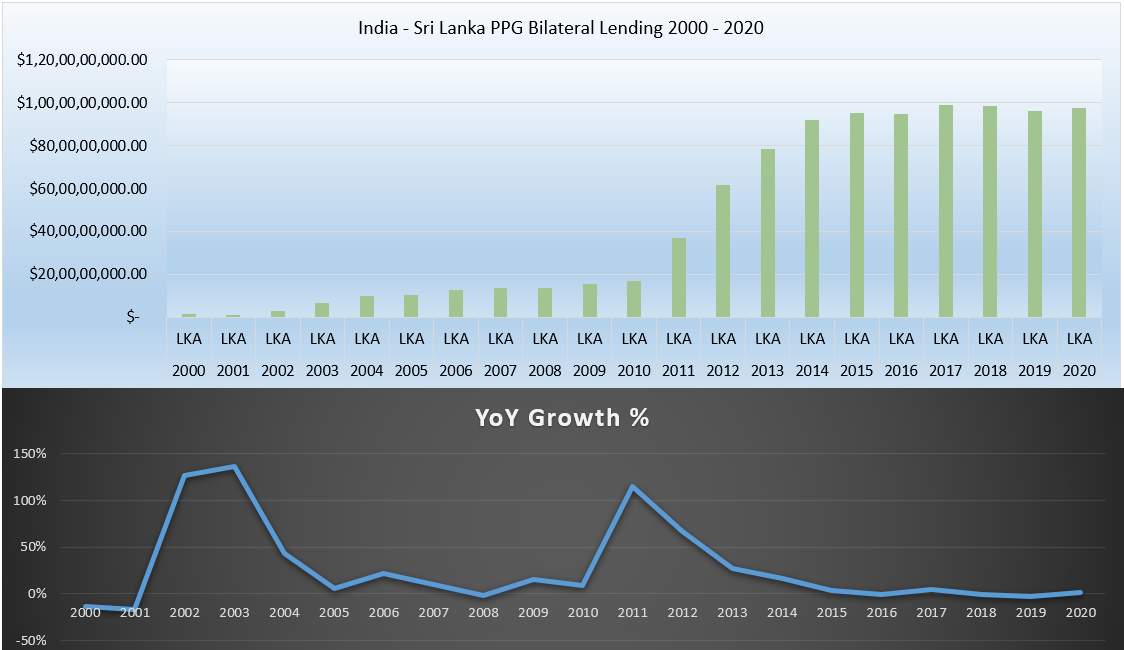 India - Sri Lanka PPG Bilateral Lending 2000 - 2020
$1,20,00,00,000.00
$1,00,00,00,000.00
$80,00,00,000.00
$60,00,00,000.00
$40,00,00,000.00
$20,00,00,000.00
$-
LKA LKA LKA LKA LKA LKA LKA LKA LKA LKA LKA LKA LKA LKA LKA LKA LKA LKA LKA LKA LKA
2000 2001 2002 2003 2004 2005 2006 2007 2008 2009 2010 2011 2012 2013 2014 2015 2016 2017 2018 2019 2020
YoY Growth %
150%
100%
50%
0%
2000 2001 2002 2003 2004 2005 2006 2007 2008 2009 2010 2011 2012 2013 2014 2015 2016 2017 2018 2019 2020
-50%